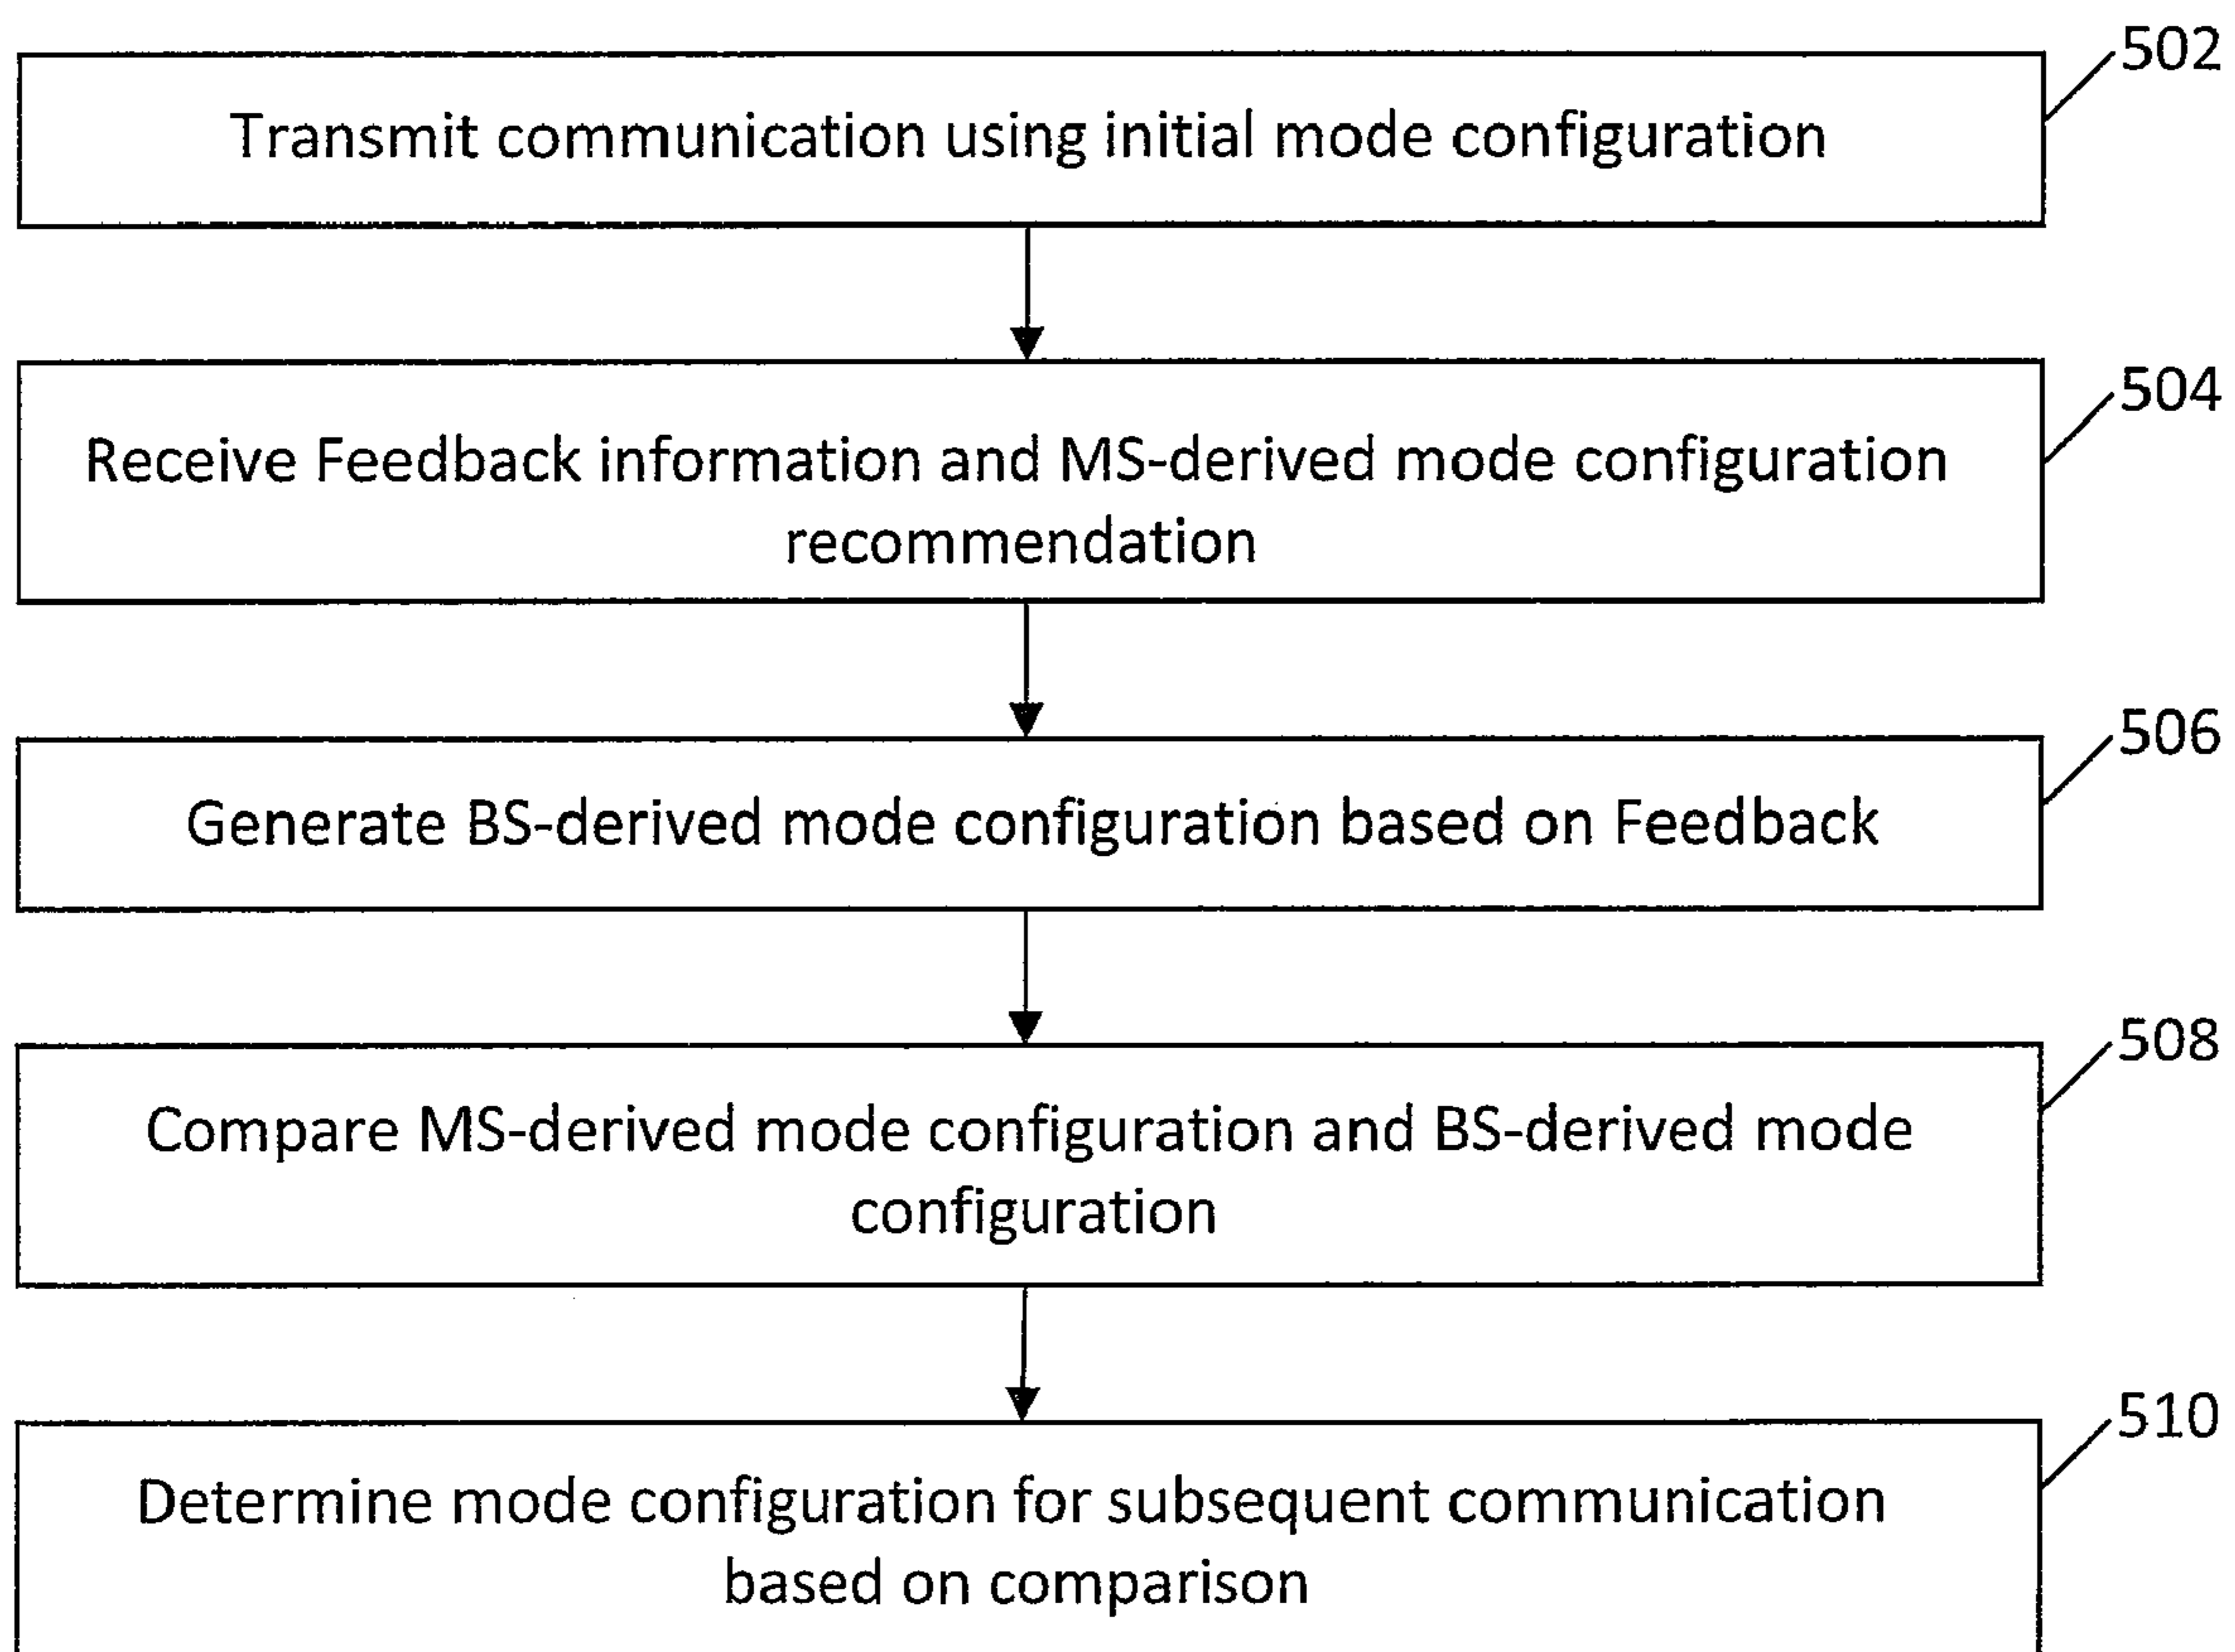 502
Transmit communication using initial mode configuration
504
Receive Feedback information and MS-derived mode configuration
recommendation
506
Generate BS-derived mode configuration based on Feedback
508
Compare MS-derived mode configuration and BS-derived mode
configuration
510
Determine mode configuration for subsequent communication
based on comparison